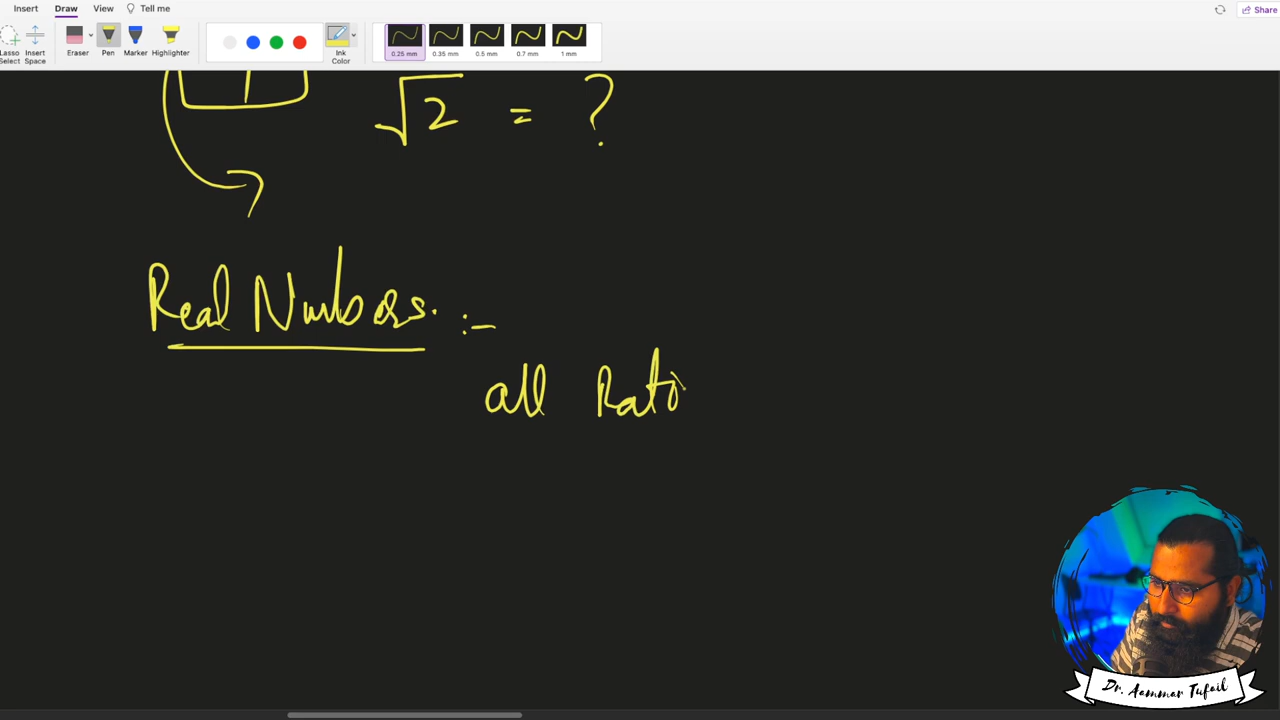 Insert Draw View Tell me
Share
Lasso Select
Insert Space
Eraser
Pen
Marker
Highlighter
Ink Color
0.25 mm
0.35 mm
0.5 mm
0.7 mm
1 mm
√2 = ?
Real Numbers. :-
all Ratio
Dr. Aammar Tufail